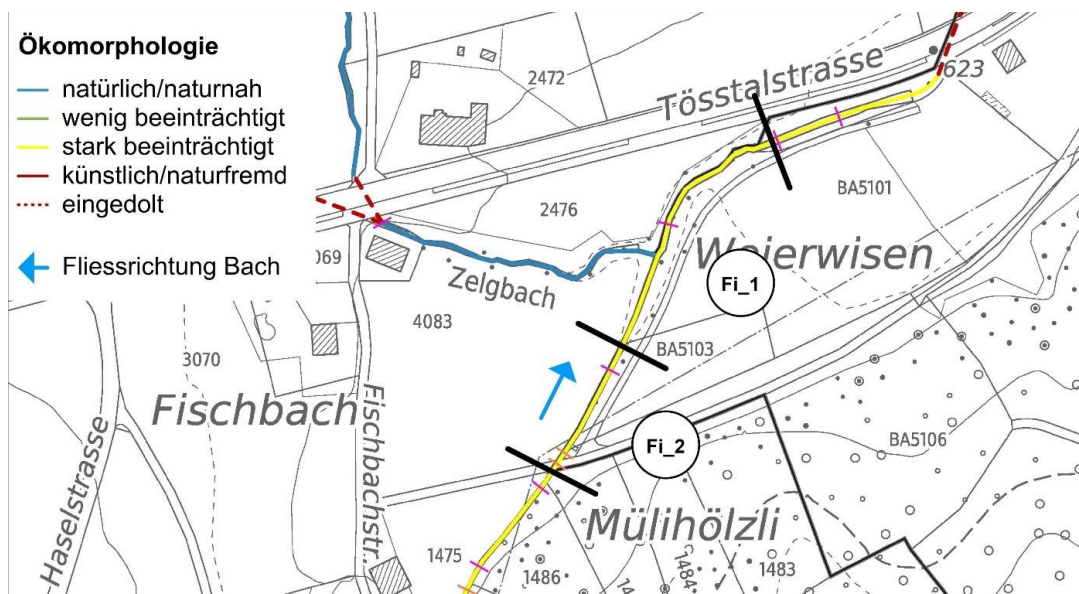 Ökomorphologie
natürlich/naturnah
wenig beeinträchtigt
stark beeinträchtigt
künstlich/naturfremd
eingedolt
Fliessrichtung Bach
2472
Tösstalstrasse
623
BA5101
2476
Weierwisen
069
Zelgbach
Fi_1
4083
BA5103
3070
Fischbach
Fischbachstr.
Haselstrasse
Fi_2
BA5106
Mülihölzli
1475
1486
1484
1483